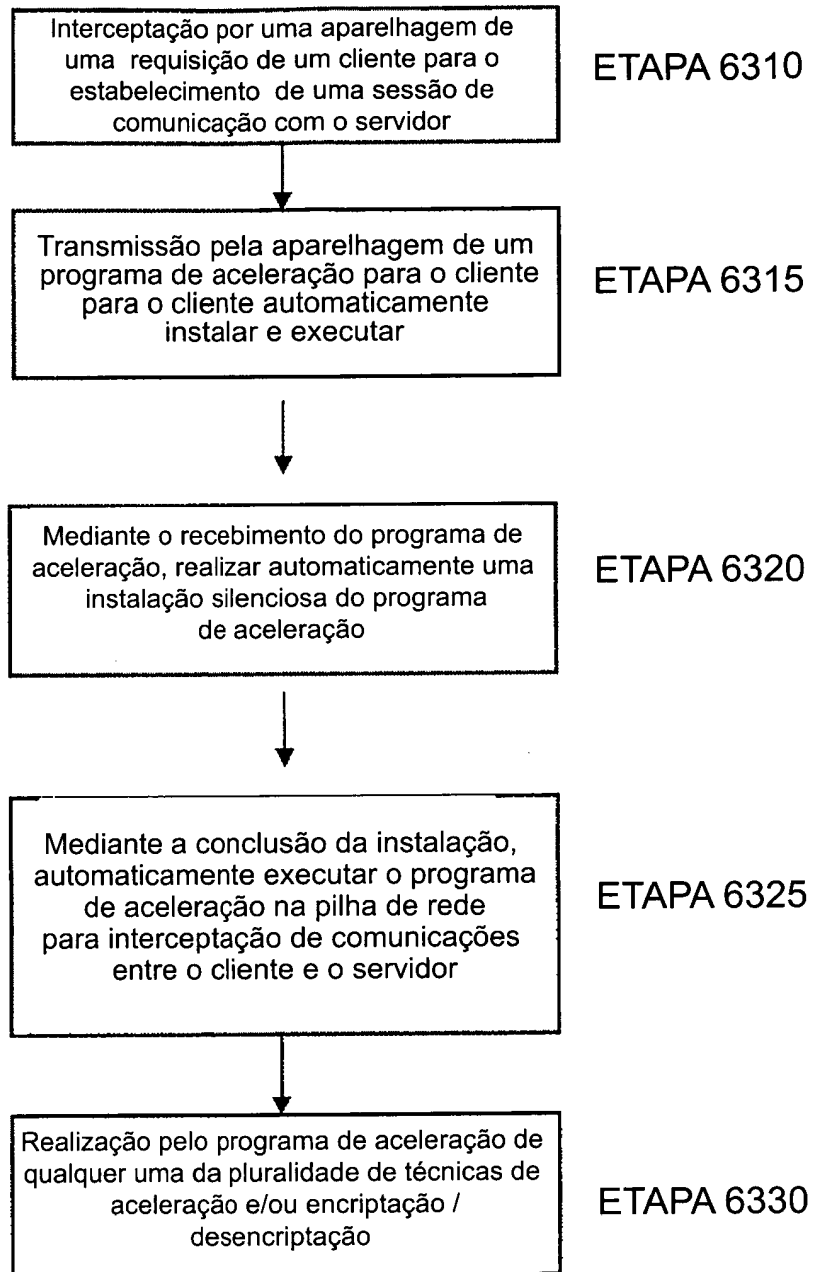 Interceptação por uma aparelhagem de
uma requisição de um cliente para o
estabelecimento de uma sessão de
comunicação com o servidor
ETAPA 6310
Transmissão pela aparelhagem de um
programa de aceleração para o cliente
para o cliente automaticamente
instalar e executar
ETAPA 6315
Mediante o recebimento do programa de
aceleração, realizar automaticamente uma
instalação silenciosa do programa
de aceleração
ETAPA 6320
Mediante a conclusão da instalação,
automaticamente executar o programa
de aceleração na pilha de rede
para interceptação de comunicações
entre o cliente e o servidor
ETAPA 6325
Realização pelo programa de aceleração de
qualquer uma da pluralidade de técnicas de
aceleração e/ou encriptação /
desencriptação
ETAPA 6330